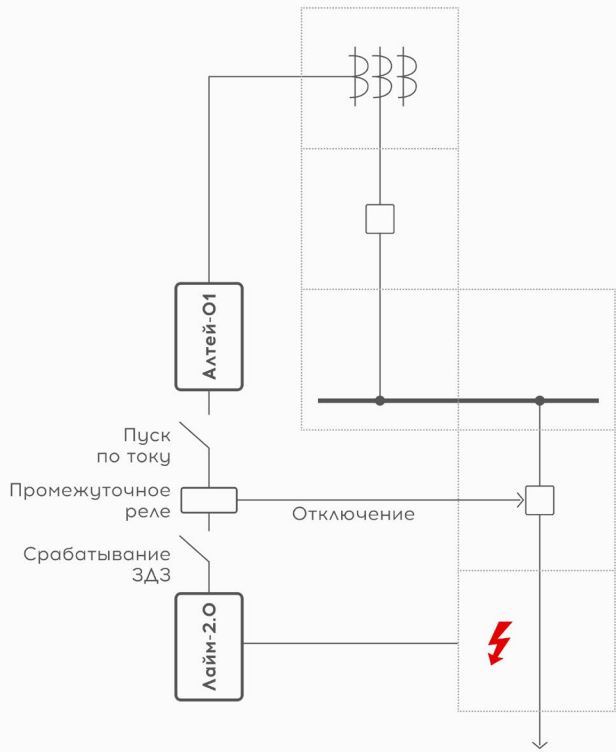 Алтей-01
Пуск
по току
Промежуточное
реле
Отключение
Срабатывание
ЗДЗ
Лайм-2.0